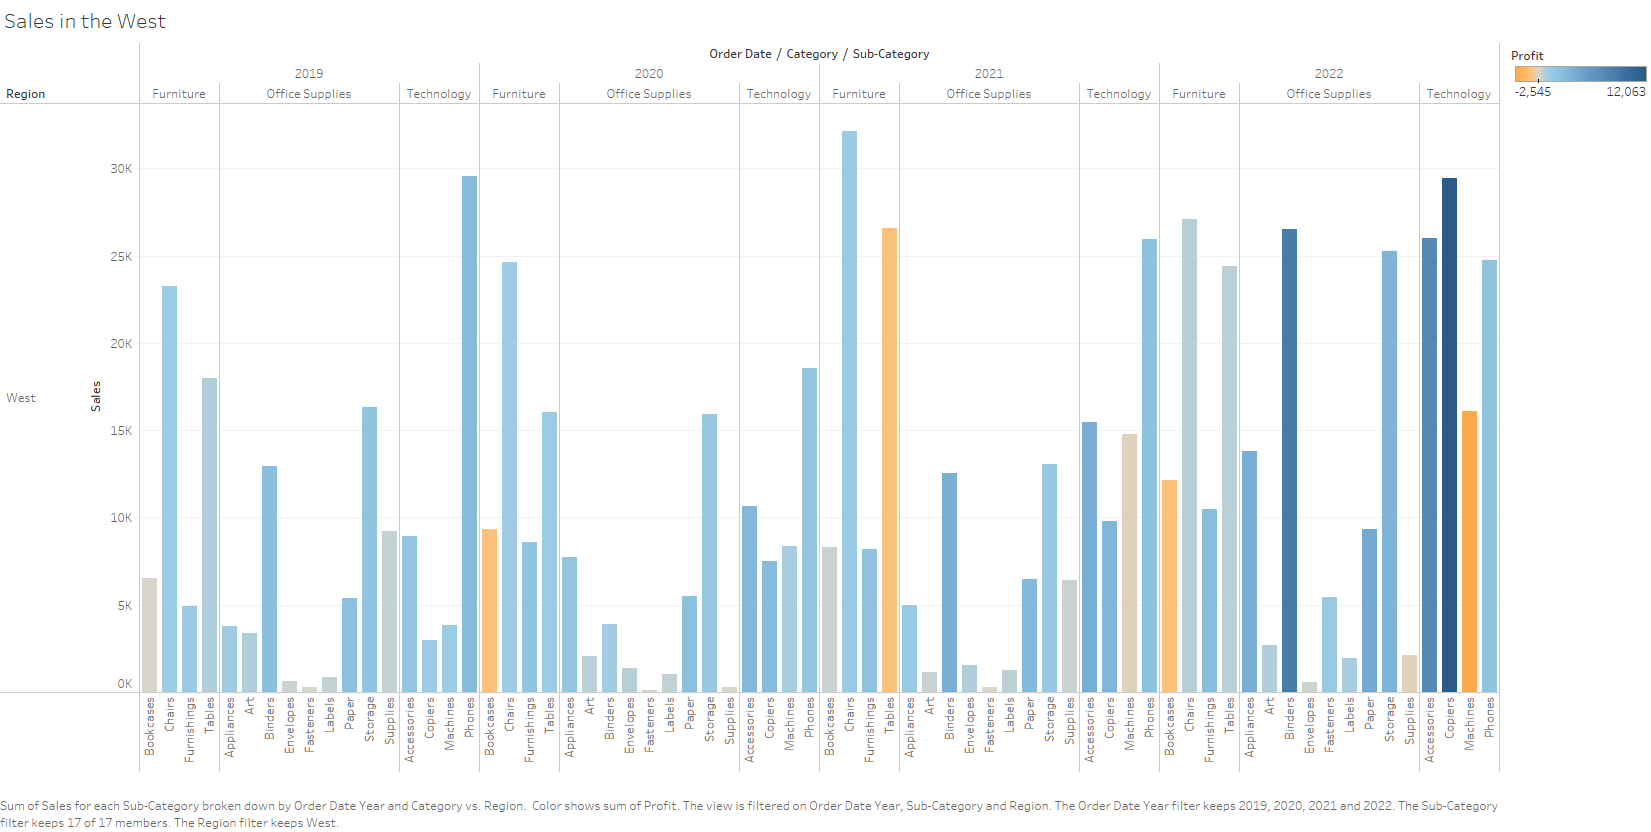 Sales in the West
Order Date / Category / Sub-Category
Profit
2019 2020 2021 2022
-2,545 12,063
Region Furniture Office Supplies Technology Furniture Office Supplies Technology Furniture Office Supplies Technology Furniture Office Supplies Technology
30K
25K
20K
West
Sales
15K
10K
5K
0K
Bookcases
Chairs
Furnishings
Tables
Appliances
Art
Binders
Envelopes
Fasteners
Labels
Paper
Storage
Supplies
Accessories
Copiers
Machines
Phones
Bookcases
Chairs
Furnishings
Tables
Appliances
Art
Binders
Envelopes
Fasteners
Labels
Paper
Storage
Supplies
Accessories
Copiers
Machines
Phones
Bookcases
Chairs
Furnishings
Tables
Appliances
Art
Binders
Envelopes
Fasteners
Labels
Paper
Storage
Supplies
Accessories
Copiers
Machines
Phones
Bookcases
Chairs
Furnishings
Tables
Appliances
Art
Binders
Envelopes
Fasteners
Labels
Paper
Storage
Supplies
Accessories
Copiers
Machines
Phones
Sum of Sales for each Sub-Category broken down by Order Date Year and Category vs. Region.  Color shows sum of Profit. The view is filtered on Order Date Year, Sub-Category and Region. The Order Date Year filter keeps 2019, 2020, 2021 and 2022. The Sub-Category
filter keeps 17 of 17 members. The Region filter keeps West.